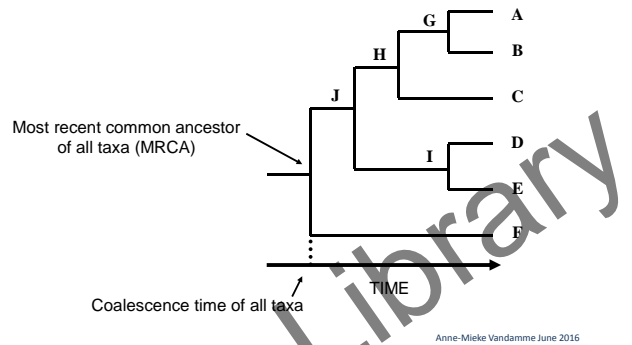 A
G
B
H
C
J
Most recent common ancestor
of all taxa (MRCA)
D
I
E
F
TIME
Coalescence time of all taxa
Library
Anne-Mieke Vandamme June 2016